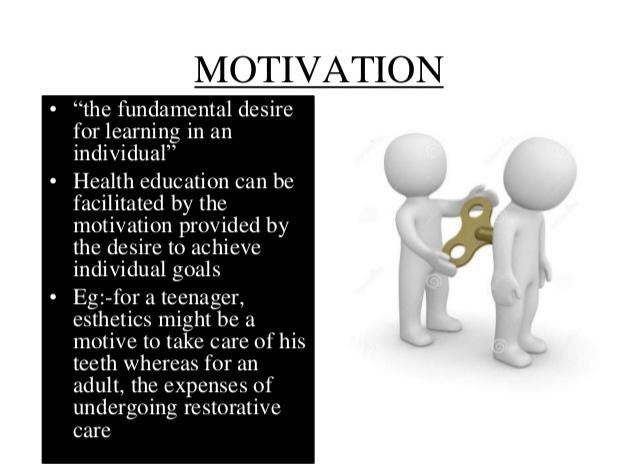 MOTIVATION
• “the fundamental desire
for learning in an
individual”
• Health education can be
facilitated by the
motivation provided by
the desire to achieve
individual goals
• Eg:-for a teenager,
esthetics might be a
motive to take care of his
teeth whereas for an
adult, the expenses of
undergoing restorative
care